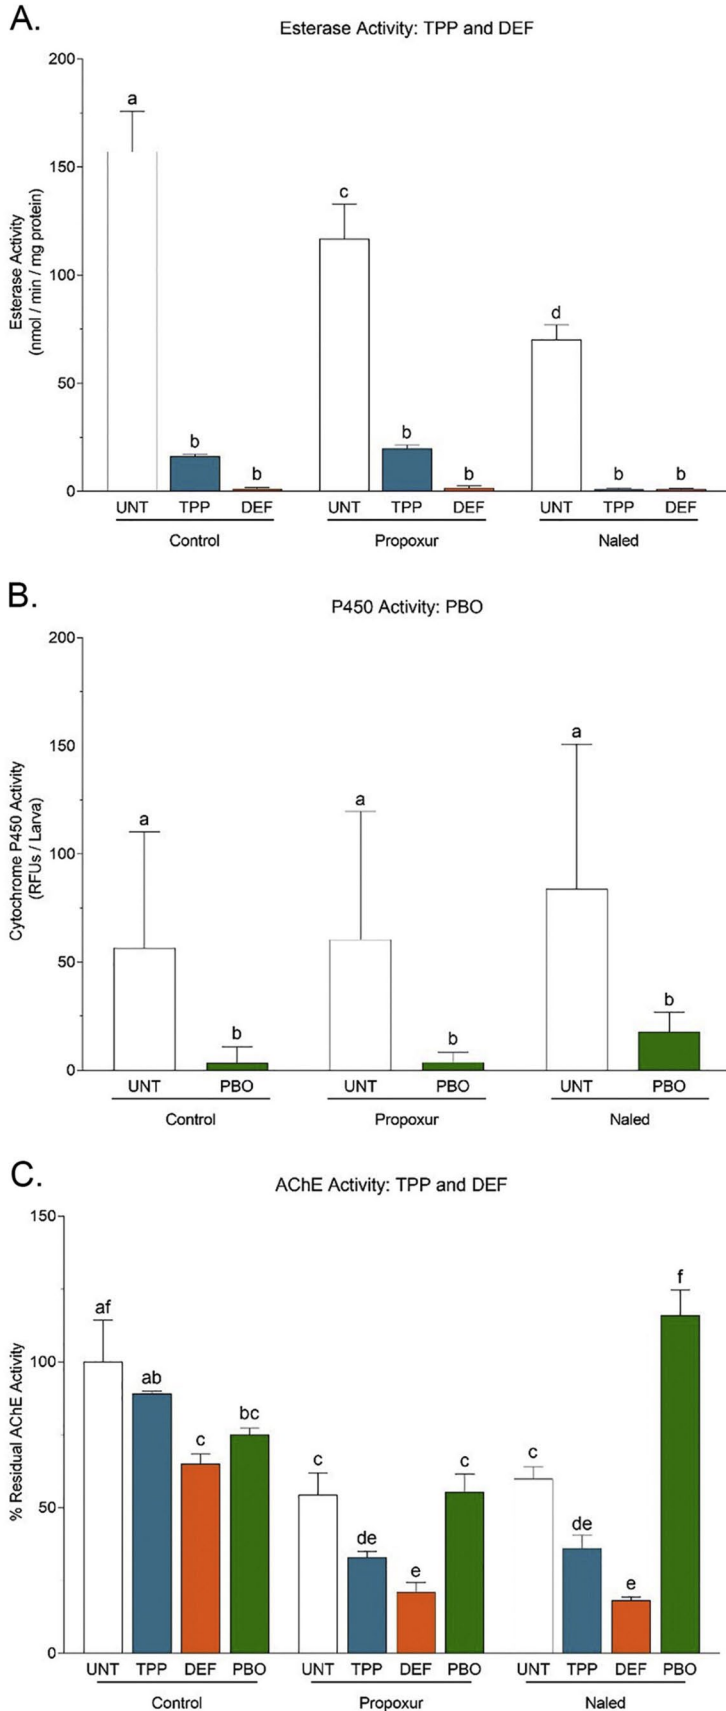 A.
Esterase Activity: TPP and DEF
Esterase Activity
(nmol / min / mg protein)
200
150
100
50
0
a
b
b
c
b
b
d
b
b
UNT TPP DEF UNT TPP DEF UNT TPP DEF
Control Propoxur Naled
B.
P450 Activity: PBO
Cytochrome P450 Activity
(RFUs / Larva)
200
150
100
50
0
a
b
a
b
a
b
UNT PBO UNT PBO UNT PBO
Control Propoxur Naled
C.
AChE Activity: TPP and DEF
% Residual AChE Activity
150
100
50
0
af
ab
c
bc
c
de
e
c
c
de
e
f
UNT TPP DEF PBO UNT TPP DEF PBO UNT TPP DEF PBO
Control Propoxur Naled